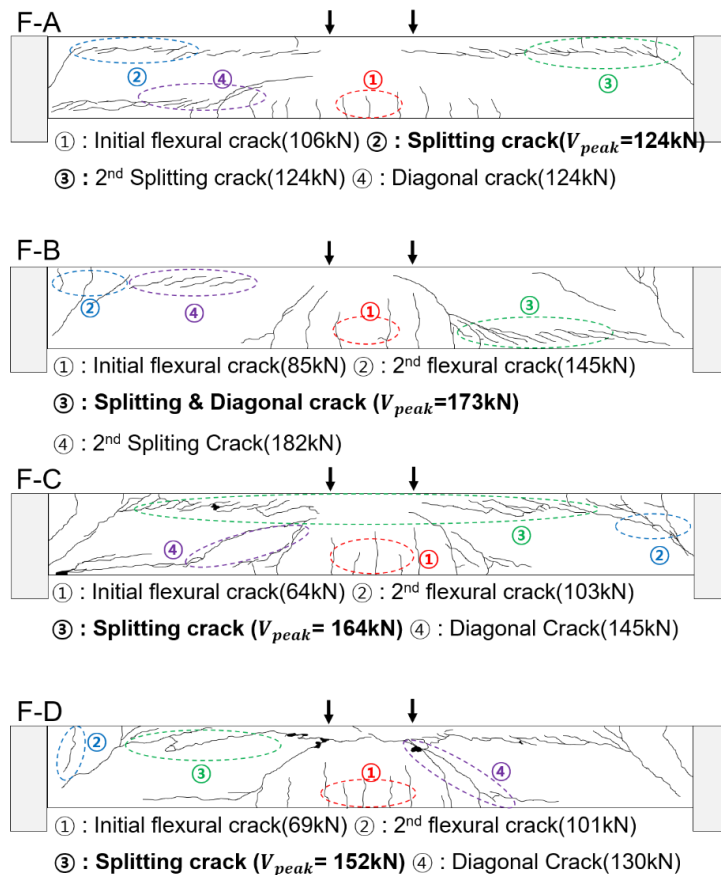 F-A
① ② ③ ④
① : Initial flexural crack(106kN) ② : Splitting crack(V_peak=124kN)
③ : 2nd Splitting crack(124kN) ④ : Diagonal crack(124kN)
F-B
① ② ③ ④
① : Initial flexural crack(85kN) ② : 2nd flexural crack(145kN)
③ : Splitting & Diagonal crack (V_peak=173kN)
④ : 2nd Spliting Crack(182kN)
F-C
① ② ③ ④
① : Initial flexural crack(64kN) ② : 2nd flexural crack(103kN)
③ : Splitting crack (V_peak= 164kN) ④ : Diagonal Crack(145kN)
F-D
① ② ③ ④
① : Initial flexural crack(69kN) ② : 2nd flexural crack(101kN)
③ : Splitting crack (V_peak= 152kN) ④ : Diagonal Crack(130kN)